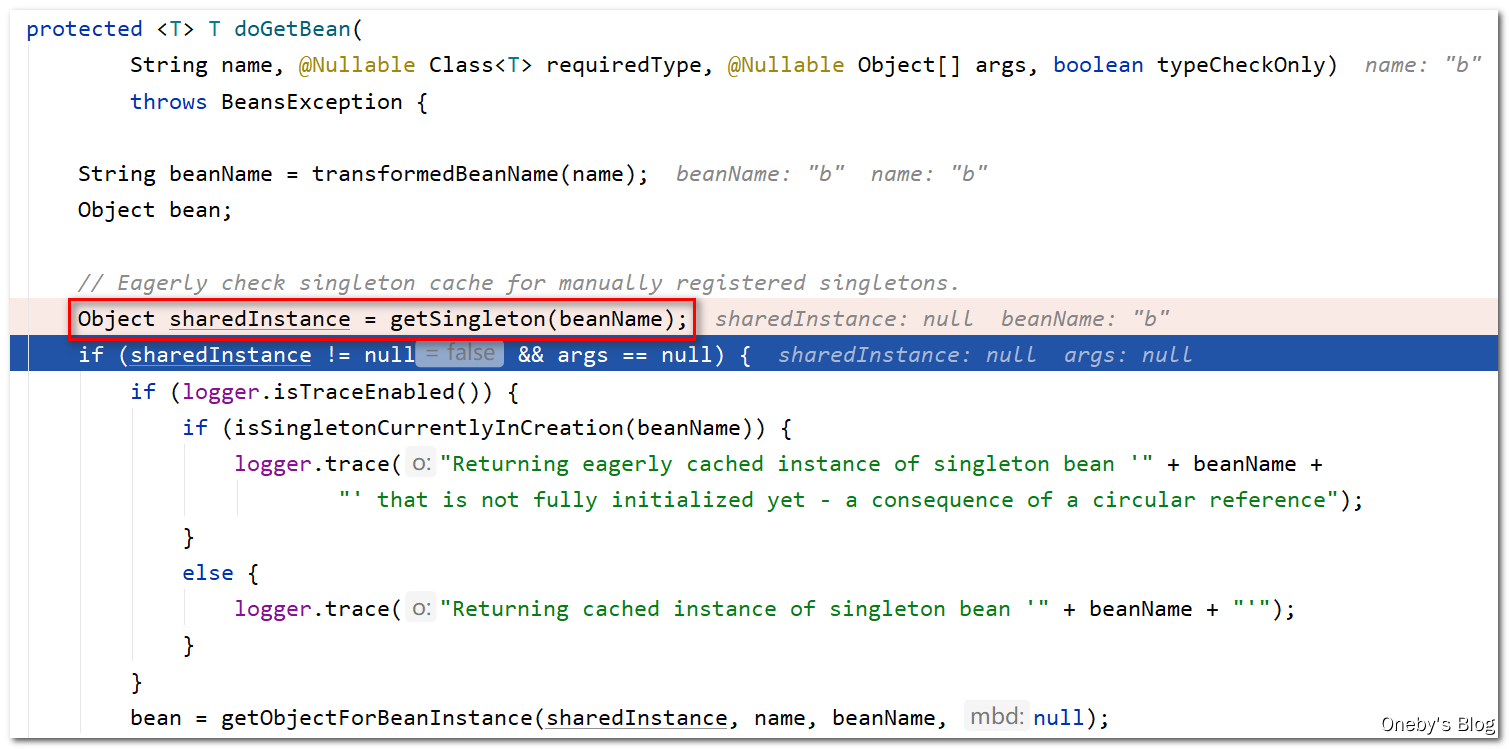 protected <T> T doGetBean(
        String name, @Nullable Class<T> requiredType, @Nullable Object[] args, boolean typeCheckOnly)  name: "b"
        throws BeansException {

    String beanName = transformedBeanName(name);  beanName: "b"  name: "b"
    Object bean;

    // Eagerly check singleton cache for manually registered singletons.
    Object sharedInstance = getSingleton(beanName);  sharedInstance: null  beanName: "b"
    if (sharedInstance != null = false && args == null) {  sharedInstance: null  args: null
        if (logger.isTraceEnabled()) {
            if (isSingletonCurrentlyInCreation(beanName)) {
                logger.trace( o: "Returning eagerly cached instance of singleton bean '" + beanName +
                        "' that is not fully initialized yet - a consequence of a circular reference");
            }
            else {
                logger.trace( o: "Returning cached instance of singleton bean '" + beanName + "'");
            }
        }
        bean = getObjectForBeanInstance(sharedInstance, name, beanName, mbd: null);
Oneby's Blog